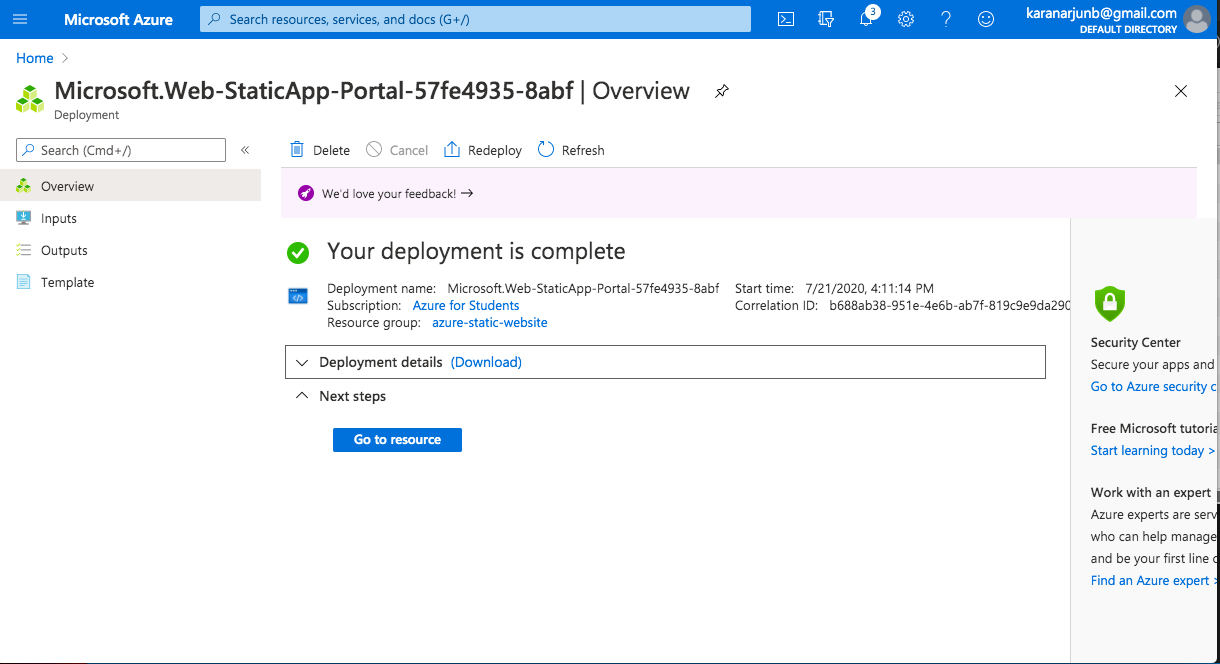 Microsoft Azure
Search resources, services, and docs (G+/)
3
karanarjunb@gmail.com
DEFAULT DIRECTORY
Home
Microsoft.Web-StaticApp-Portal-57fe4935-8abf | Overview
Deployment
Search (Cmd+/)
«
Delete
Cancel
Redeploy
Refresh
Overview
Inputs
Outputs
Template
We'd love your feedback! →
Your deployment is complete
Deployment name: Microsoft.Web-StaticApp-Portal-57fe4935-8abf
Subscription: Azure for Students
Resource group: azure-static-website
Start time: 7/21/2020, 4:11:14 PM
Correlation ID: b688ab38-951e-4e6b-ab7f-819c9e9da290
Deployment details (Download)
Next steps
Go to resource
Security Center
Secure your apps and
Go to Azure security c
Free Microsoft tutoria
Start learning today >
Work with an expert
Azure experts are serv
who can help manage
and be your first line
Find an Azure expert >